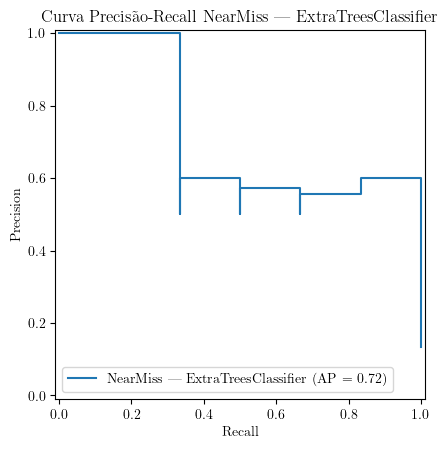 Curva Precisão-Recall NearMiss — ExtraTreesClassifier
1.0
0.8
0.6
0.4
0.2
0.0
Precision
NearMiss — ExtraTreesClassifier (AP = 0.72)
0.0 0.2 0.4 0.6 0.8 1.0
Recall